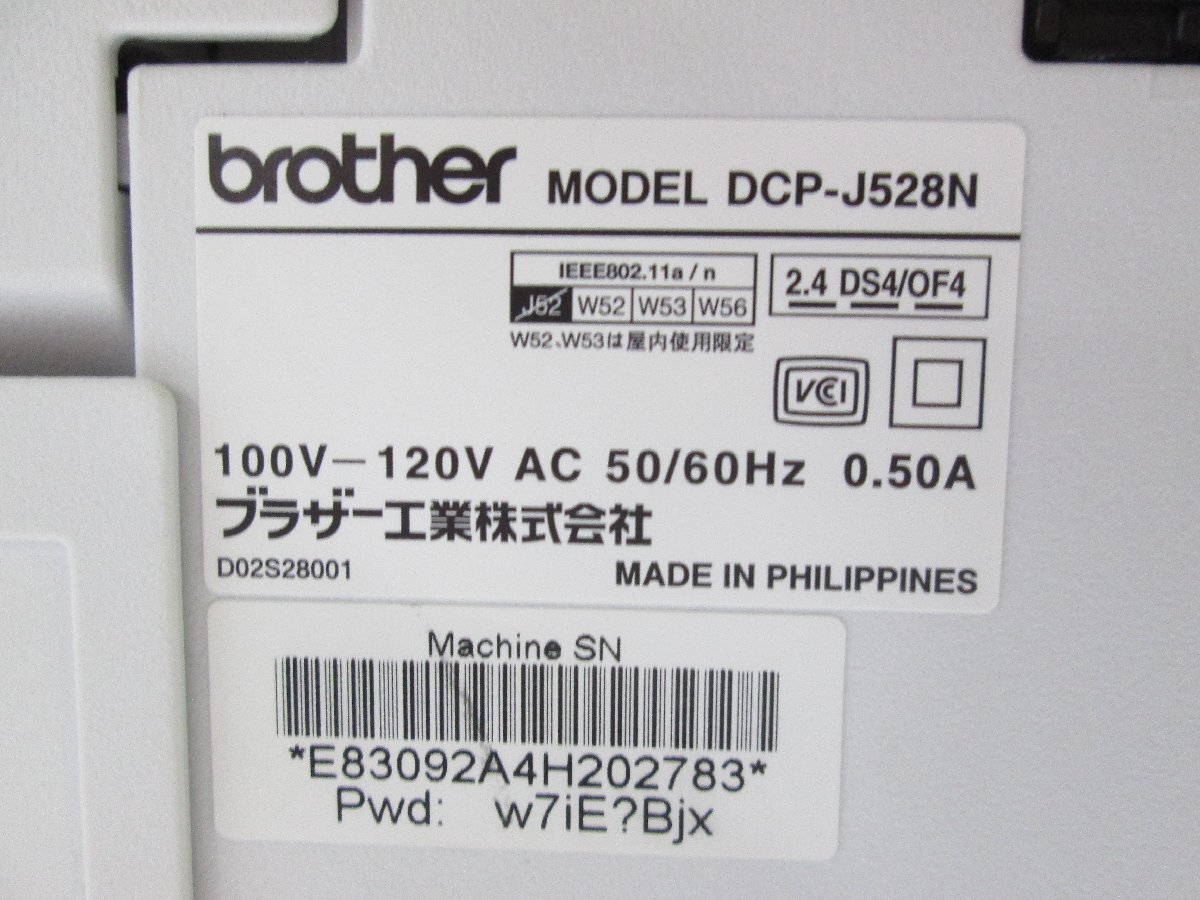 brother MODEL DCP-J528N
IEEE802.11a / n
J52 W52 W53 W56
W52、W53は屋内使用限定
2.4 DS4/OF4
VCCI
100V－120V AC 50/60Hz 0.50A
ブラザー工業株式会社
D02S28001
MADE IN PHILIPPINES
Machine SN
*E83092A4H202783*
Pwd: w7iE?Bjx